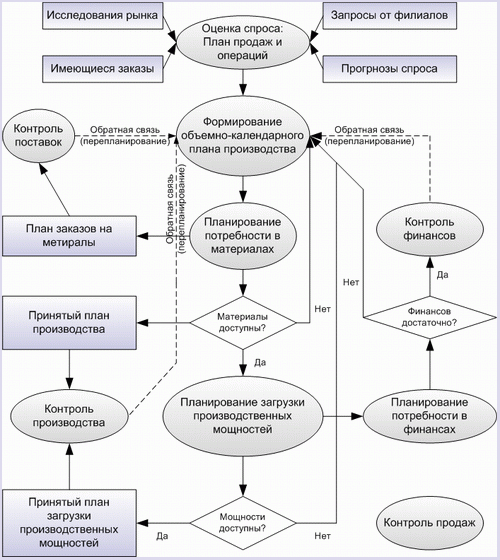 Исследования рынка
Оценка спроса:
План продаж и
операций
Запросы от филиалов
Имеющиеся заказы
Прогрнозы спроса
Контроль
поставок
Обратная связь
(перепланирование)
Формирование
объемно-календарного
плана производства
Обратная связь
(перепланирование)
Обратная связь
(перепланирование)
План заказов на
метиралы
Планирование
потребности в
материалах
Контроль
финансов
Да
Нет
Нет
Принятый план
производства
Материалы
доступны?
Финансов
достаточно?
Да
Контроль
производства
Планирование загрузки
производственных
мощностей
Планирование
потребности в
финансах
Принятый план
загрузки
производственных
мощностей
Да
Мощности
доступны?
Нет
Контроль продаж